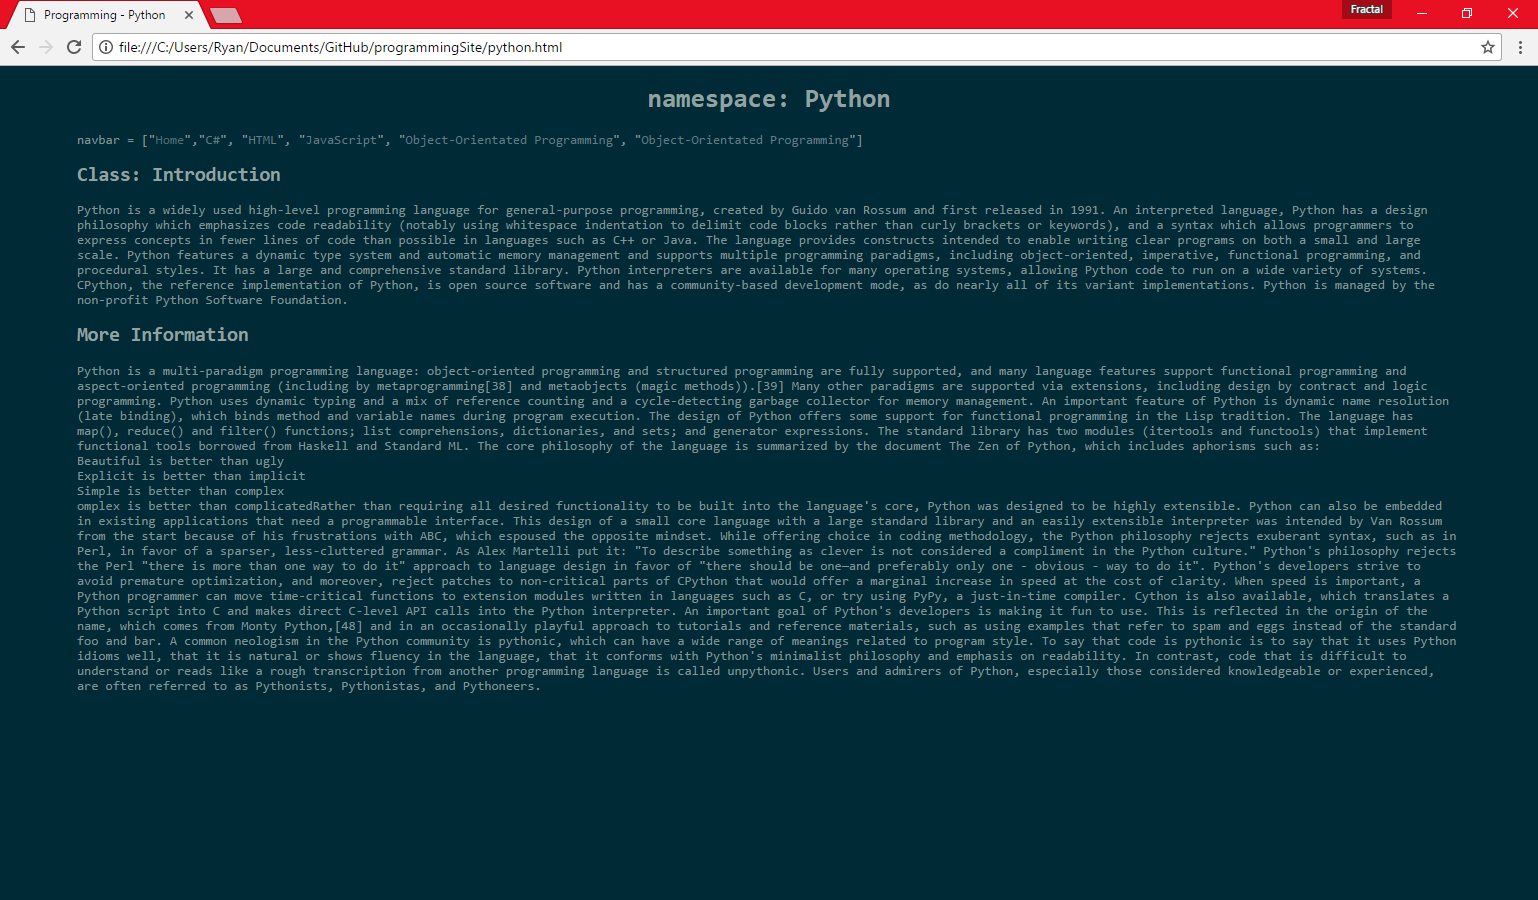 Programming - Python
Fractal
file:///C:/Users/Ryan/Documents/GitHub/programmingSite/python.html
namespace: Python
navbar = ["Home","C#", "HTML", "JavaScript", "Object-Orientated Programming", "Object-Orientated Programming"]
Class: Introduction
Python is a widely used high-level programming language for general-purpose programming, created by Guido van Rossum and first released in 1991. An interpreted language, Python has a design
philosophy which emphasizes code readability (notably using whitespace indentation to delimit code blocks rather than curly brackets or keywords), and a syntax which allows programmers to
express concepts in fewer lines of code than possible in languages such as C++ or Java. The language provides constructs intended to enable writing clear programs on both a small and large
scale. Python features a dynamic type system and automatic memory management and supports multiple programming paradigms, including object-oriented, imperative, functional programming, and
procedural styles. It has a large and comprehensive standard library. Python interpreters are available for many operating systems, allowing Python code to run on a wide variety of systems.
CPython, the reference implementation of Python, is open source software and has a community-based development mode, as do nearly all of its variant implementations. Python is managed by the
non-profit Python Software Foundation.
More Information
Python is a multi-paradigm programming language: object-oriented programming and structured programming are fully supported, and many language features support functional programming and
aspect-oriented programming (including by metaprogramming[38] and metaobjects (magic methods)).[39] Many other paradigms are supported via extensions, including design by contract and logic
programming. Python uses dynamic typing and a mix of reference counting and a cycle-detecting garbage collector for memory management. An important feature of Python is dynamic name resolution
(late binding), which binds method and variable names during program execution. The design of Python offers some support for functional programming in the Lisp tradition. The language has
map(), reduce() and filter() functions; list comprehensions, dictionaries, and sets; and generator expressions. The standard library has two modules (itertools and functools) that implement
functional tools borrowed from Haskell and Standard ML. The core philosophy of the language is summarized by the document The Zen of Python, which includes aphorisms such as:
Beautiful is better than ugly
Explicit is better than implicit
Simple is better than complex
omplex is better than complicatedRather than requiring all desired functionality to be built into the language's core, Python was designed to be highly extensible. Python can also be embedded
in existing applications that need a programmable interface. This design of a small core language with a large standard library and an easily extensible interpreter was intended by Van Rossum
from the start because of his frustrations with ABC, which espoused the opposite mindset. While offering choice in coding methodology, the Python philosophy rejects exuberant syntax, such as in
Perl, in favor of a sparser, less-cluttered grammar. As Alex Martelli put it: "To describe something as clever is not considered a compliment in the Python culture." Python's philosophy rejects
the Perl "there is more than one way to do it" approach to language design in favor of "there should be one—and preferably only one - obvious - way to do it". Python's developers strive to
avoid premature optimization, and moreover, reject patches to non-critical parts of CPython that would offer a marginal increase in speed at the cost of clarity. When speed is important, a
Python programmer can move time-critical functions to extension modules written in languages such as C, or try using PyPy, a just-in-time compiler. Cython is also available, which translates a
Python script into C and makes direct C-level API calls into the Python interpreter. An important goal of Python's developers is making it fun to use. This is reflected in the origin of the
name, which comes from Monty Python,[48] and in an occasionally playful approach to tutorials and reference materials, such as using examples that refer to spam and eggs instead of the standard
foo and bar. A common neologism in the Python community is pythonic, which can have a wide range of meanings related to program style. To say that code is pythonic is to say that it uses Python
idioms well, that it is natural or shows fluency in the language, that it conforms with Python's minimalist philosophy and emphasis on readability. In contrast, code that is difficult to
understand or reads like a rough transcription from another programming language is called unpythonic. Users and admirers of Python, especially those considered knowledgeable or experienced,
are often referred to as Pythonists, Pythonistas, and Pythoneers.